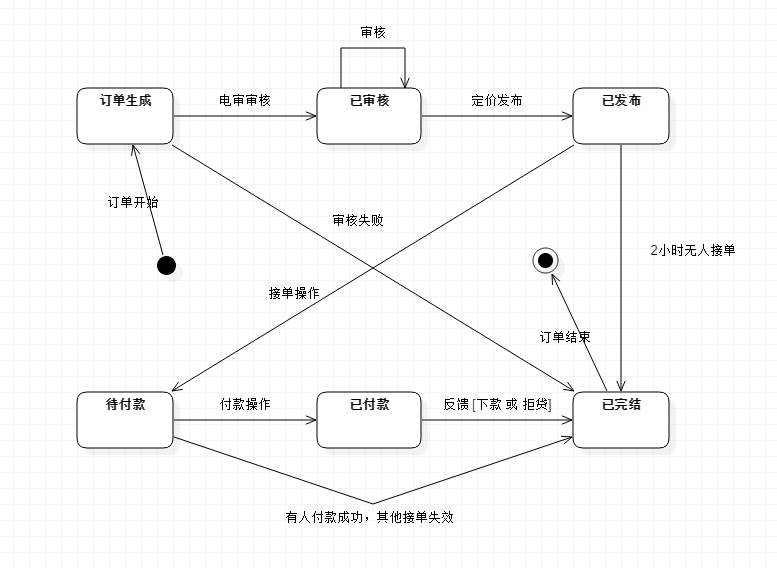 审核
订单生成
电审审核
已审核
定价发布
已发布
订单开始
审核失败
2小时无人接单
接单操作
订单结束
待付款
付款操作
已付款
反馈 [下款 或 拒贷]
已完结
有人付款成功，其他接单失效